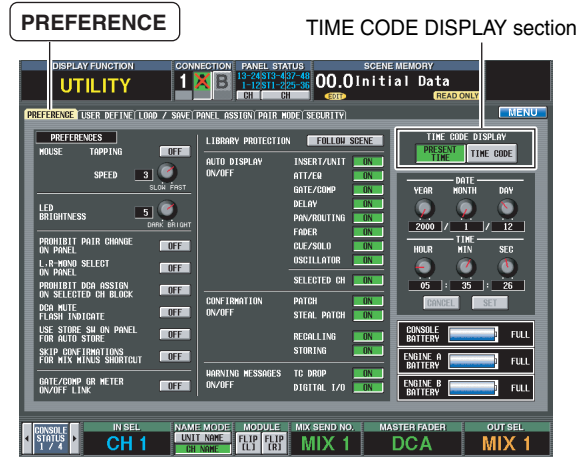 PREFERENCE
TIME CODE DISPLAY section
DISPLAY FUNCTION
UTILITY
CONNECTION
1 X B
PANEL STATUS
13-24 ST3-4 37-48
1-12 ST1-2 25-36
CH CH
SCENE MEMORY
00.0 Initial Data
EDIT
READ ONLY
PREFERENCE USER DEFINE LOAD / SAVE PANEL ASSIGN PAIR MODE SECURITY
MENU
PREFERENCES
MOUSE TAPPING OFF
SPEED 3
SLOW FAST
LED
BRIGHTNESS 5
DARK BRIGHT
PROHIBIT PAIR CHANGE
ON PANEL OFF
L,R-MONO SELECT
ON PANEL OFF
PROHIBIT DCA ASSIGN
ON SELECTED CH BLOCK OFF
DCA MUTE
FLASH INDICATE OFF
USE STORE SW ON PANEL
FOR AUTO STORE OFF
SKIP CONFIRMATIONS
FOR MIX MINUS SHORTCUT OFF
GATE/COMP GR METER
ON/OFF LINK OFF
LIBRARY PROTECTION FOLLOW SCENE
AUTO DISPLAY
ON/OFF
INSERT/UNIT ON
ATT/EQ ON
GATE/COMP ON
DELAY ON
PAN/ROUTING ON
FADER ON
CUE/SOLO ON
OSCILLATOR ON
SELECTED CH ON
CONFIRMATION
ON/OFF
PATCH ON
STEAL PATCH ON
RECALLING ON
STORING ON
WARNING MESSAGES
ON/OFF
TC DROP ON
DIGITAL I/O ON
TIME CODE DISPLAY
PRESENT TIME
TIME CODE
DATE
YEAR MONTH DAY
2000 / 1 / 12
TIME
HOUR MIN SEC
05 : 35 : 26
CANCEL SET
CONSOLE BATTERY FULL
ENGINE A BATTERY FULL
ENGINE B BATTERY FULL
CONSOLE STATUS 1 / 4
IN SEL
CH 1
NAME MODE
UNIT NAME
CH NAME
MODULE
FLIP [L] FLIP [R]
MIX SEND NO.
MIX 1
MASTER FADER
DCA
OUT SEL
MIX 1